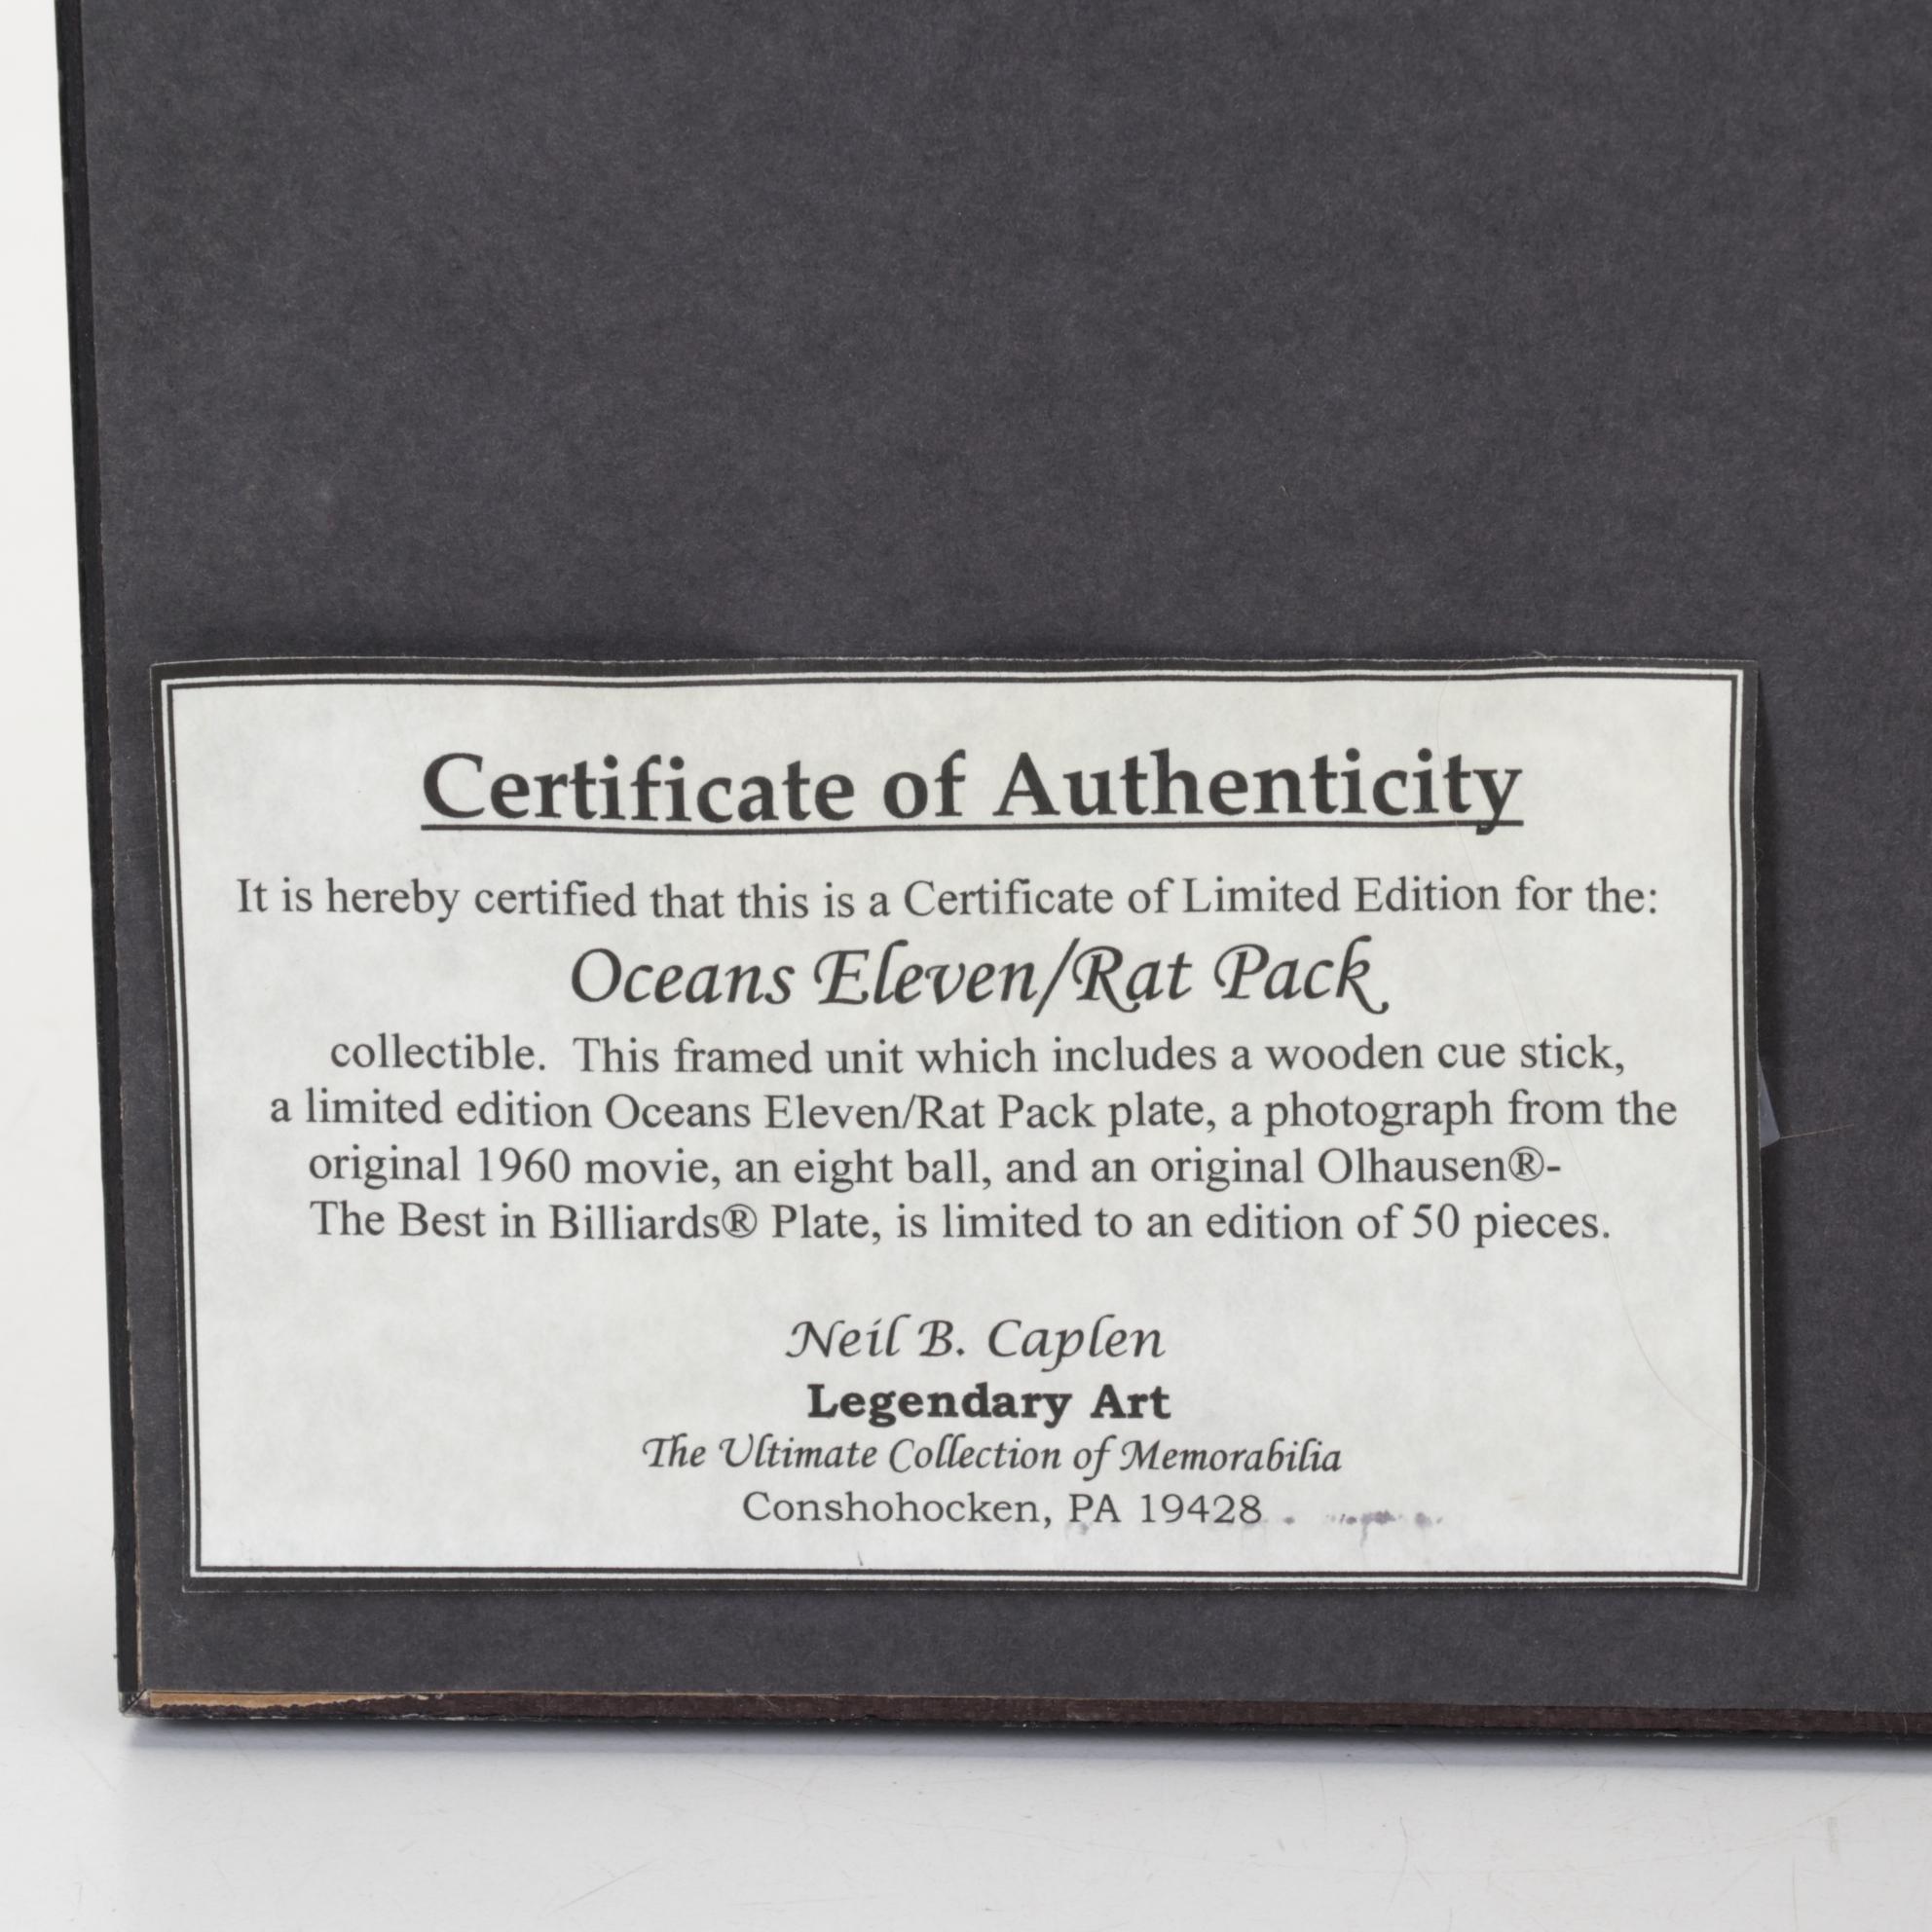 Certificate of Authenticity
It is hereby certified that this is a Certificate of Limited Edition for the:
Oceans Eleven/Rat Pack
collectible. This framed unit which includes a wooden cue stick,
a limited edition Oceans Eleven/Rat Pack plate, a photograph from the
original 1960 movie, an eight ball, and an original Olhausen®-
The Best in Billiards® Plate, is limited to an edition of 50 pieces.
Neil B. Caplen
Legendary Art
The Ultimate Collection of Memorabilia
Conshohocken, PA 19428